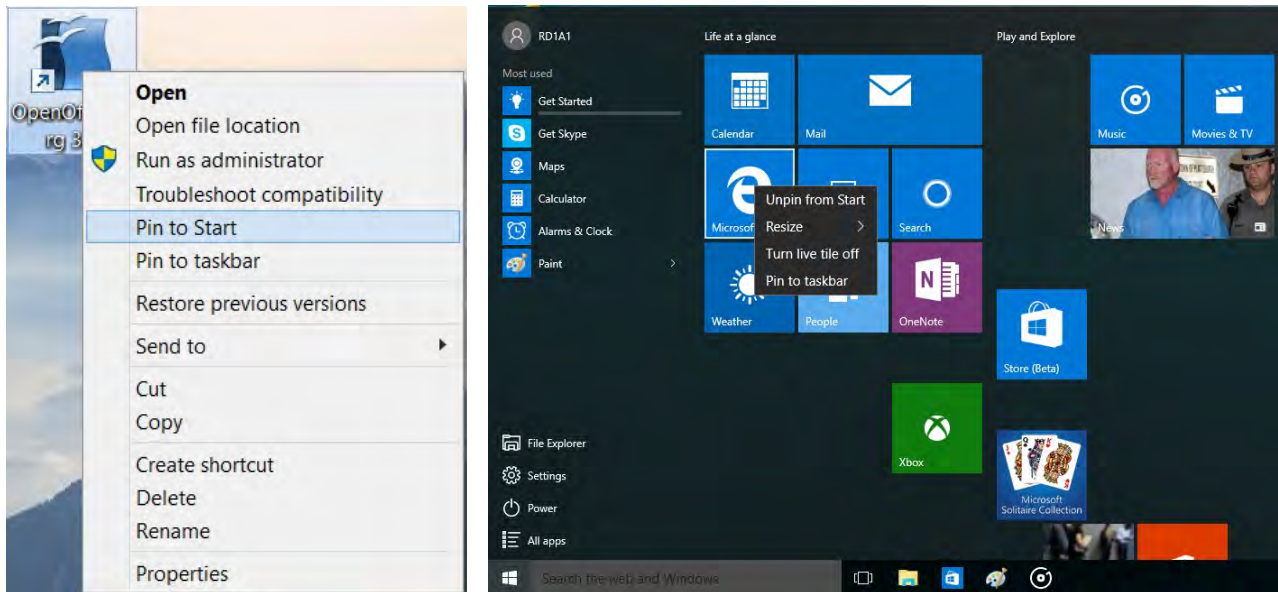 OpenOf
rg 3
Open
Open file location
Run as administrator
Troubleshoot compatibility
Pin to Start
Pin to taskbar
Restore previous versions
Send to
Cut
Copy
Create shortcut
Delete
Rename
Properties
RD1A1
Most used
Get Started
Get Skype
Maps
Calculator
Alarms & Clock
Paint
File Explorer
Settings
Power
All apps
Search the web and Windows
Life at a glance
Calendar
Mail
Microsof
Search
Unpin from Start
Resize
Turn live tile off
Pin to taskbar
Weather
People
OneNote
Xbox
Play and Explore
Music
Movies & TV
News
Store (Beta)
Microsoft
Solitaire Collection